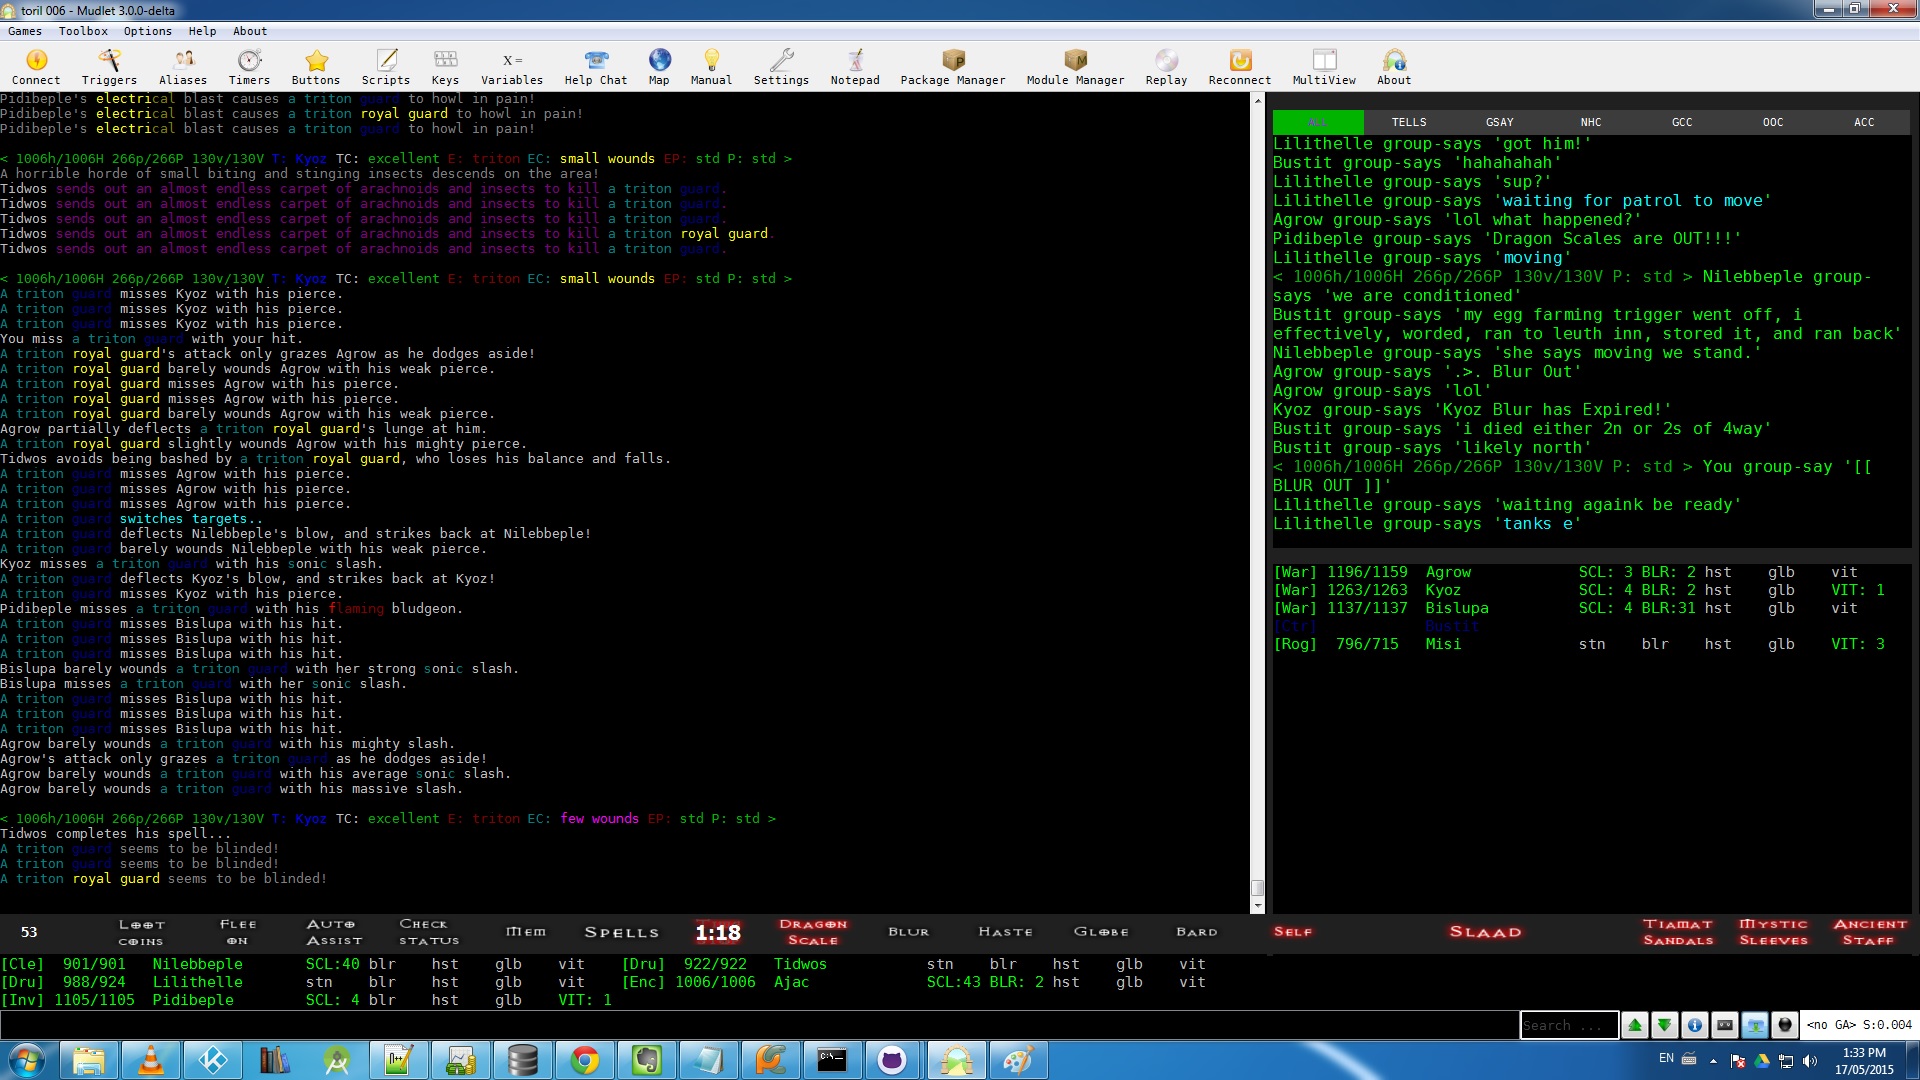 toril 006 - Mudlet 3.0.0-delta
Games Toolbox Options Help About
Connect Triggers Aliases Timers Buttons Scripts Keys Variables Help Chat Map Manual Settings Notepad Package Manager Module Manager Replay Reconnect MultiView About
Pidibeple's electrical blast causes a triton guard to howl in pain!
Pidibeple's electrical blast causes a triton royal guard to howl in pain!
Pidibeple's electrical blast causes a triton guard to howl in pain!
< 1006h/1006H 266p/266P 130v/130V T: Kyoz TC: excellent E: triton EC: small wounds EP: std P: std >
A horrible horde of small biting and stinging insects descends on the area!
Tidwos sends out an almost endless carpet of arachnoids and insects to kill a triton guard.
Tidwos sends out an almost endless carpet of arachnoids and insects to kill a triton guard.
Tidwos sends out an almost endless carpet of arachnoids and insects to kill a triton guard.
Tidwos sends out an almost endless carpet of arachnoids and insects to kill a triton royal guard.
Tidwos sends out an almost endless carpet of arachnoids and insects to kill a triton guard.
< 1006h/1006H 266p/266P 130v/130V T: Kyoz TC: excellent E: triton EC: small wounds EP: std P: std >
A triton guard misses Kyoz with his pierce.
A triton guard misses Kyoz with his pierce.
A triton guard misses Kyoz with his pierce.
You miss a triton guard with your hit.
A triton royal guard's attack only grazes Agrow as he dodges aside!
A triton royal guard barely wounds Agrow with his weak pierce.
A triton royal guard misses Agrow with his pierce.
A triton royal guard misses Agrow with his pierce.
A triton royal guard barely wounds Agrow with his weak pierce.
Agrow partially deflects a triton royal guard's lunge at him.
A triton royal guard slightly wounds Agrow with his mighty pierce.
Tidwos avoids being bashed by a triton royal guard, who loses his balance and falls.
A triton guard misses Agrow with his pierce.
A triton guard misses Agrow with his pierce.
A triton guard misses Agrow with his pierce.
A triton guard switches targets..
A triton guard deflects Nilebbeple's blow, and strikes back at Nilebbeple!
A triton guard barely wounds Nilebbeple with his weak pierce.
Kyoz misses a triton guard with his sonic slash.
A triton guard deflects Kyoz's blow, and strikes back at Kyoz!
A triton guard misses Kyoz with his pierce.
Pidibeple misses a triton guard with his flaming bludgeon.
A triton guard misses Bislupa with his hit.
A triton guard misses Bislupa with his hit.
A triton guard misses Bislupa with his hit.
Bislupa barely wounds a triton guard with her strong sonic slash.
Bislupa misses a triton guard with her sonic slash.
A triton guard misses Bislupa with his hit.
A triton guard misses Bislupa with his hit.
A triton guard misses Bislupa with his hit.
Agrow barely wounds a triton guard with his mighty slash.
Agrow's attack only grazes a triton guard as he dodges aside!
Agrow barely wounds a triton guard with his average sonic slash.
Agrow barely wounds a triton guard with his massive slash.
< 1006h/1006H 266p/266P 130v/130V T: Kyoz TC: excellent E: triton EC: few wounds EP: std P: std >
Tidwos completes his spell...
A triton guard seems to be blinded!
A triton guard seems to be blinded!
A triton royal guard seems to be blinded!
ALL TELLS GSAY NHC GCC OOC ACC
Lilithelle group-says 'got him!'
Bustit group-says 'hahahahah'
Lilithelle group-says 'sup?'
Lilithelle group-says 'waiting for patrol to move'
Agrow group-says 'lol what happened?'
Pidibeple group-says 'Dragon Scales are OUT!!!'
Lilithelle group-says 'moving'
< 1006h/1006H 266p/266P 130v/130V P: std > Nilebbeple group-
says 'we are conditioned'
Bustit group-says 'my egg farming trigger went off, i
effectively, worded, ran to leuth inn, stored it, and ran back'
Nilebbeple group-says 'she says moving we stand.'
Agrow group-says '.>. Blur Out'
Agrow group-says 'lol'
Kyoz group-says 'Kyoz Blur has Expired!'
Bustit group-says 'i died either 2n or 2s of 4way'
Bustit group-says 'likely north'
< 1006h/1006H 266p/266P 130v/130V P: std > You group-say '[[
BLUR OUT ]]'
Lilithelle group-says 'waiting againk be ready'
Lilithelle group-says 'tanks e'
[War] 1196/1159 Agrow SCL: 3 BLR: 2 hst glb vit
[War] 1263/1263 Kyoz SCL: 4 BLR: 2 hst glb VIT: 1
[War] 1137/1137 Bislupa SCL: 4 BLR:31 hst glb vit
[Ctr] Bustit
[Rog] 796/715 Misi stn blr hst glb VIT: 3
53 Loot coins Flee on Auto Assist Check status Mem Spells 1:18 Dragon Scale Blur Haste Globe Bard Self Slaad Tiamat Sandals Mystic Sleeves Ancient Staff
[Cle] 901/901 Nilebbeple SCL:40 blr hst glb vit [Dru] 922/922 Tidwos stn blr hst glb vit
[Dru] 988/924 Lilithelle stn blr hst glb vit [Enc] 1006/1006 Ajac SCL:43 BLR: 2 hst glb vit
[Inv] 1105/1105 Pidibeple SCL: 4 blr hst glb VIT: 1
Search ... <no GA> S:0.004
EN 1:33 PM
17/05/2015